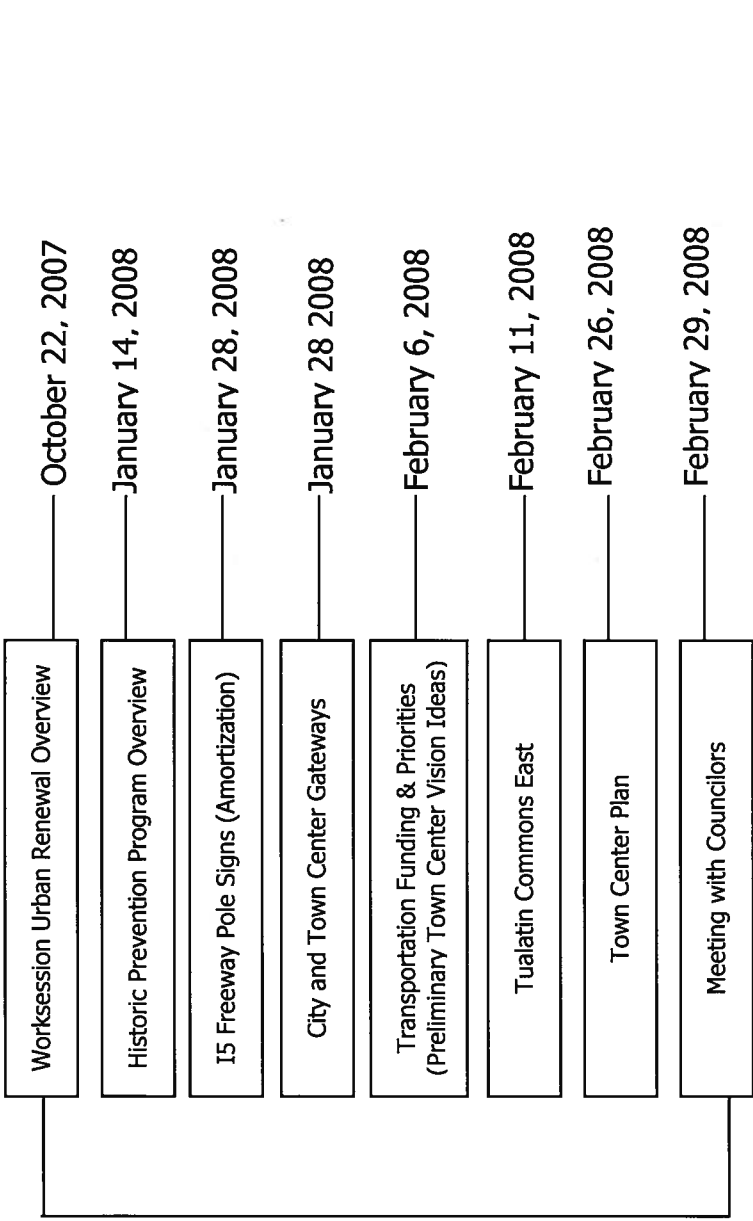 Worksession Urban Renewal Overview
October 22, 2007
Historic Prevention Program Overview
January 14, 2008
I5 Freeway Pole Signs (Amortization)
January 28, 2008
City and Town Center Gateways
January 28 2008
Transportation Funding & Priorities
(Preliminary Town Center Vision Ideas)
February 6, 2008
Tualatin Commons East
February 11, 2008
Town Center Plan
February 26, 2008
Meeting with Councilors
February 29, 2008